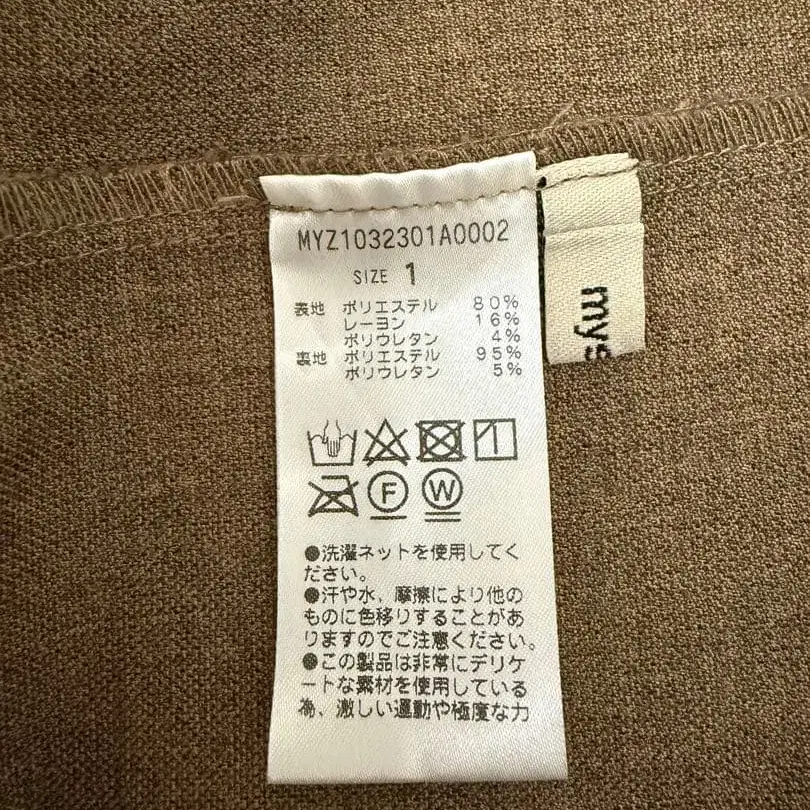 MYZ1032301A0002
SIZE 1
表地 ポリエステル 80%
レーヨン 16%
ポリウレタン 4%
裏地 ポリエステル 95%
ポリウレタン 5%
F W
●洗濯ネットを使用してく
ださい。
●汗や水、摩擦により他の
ものに色移りすることがあ
りますのでご注意ください。
●この製品は非常にデリケ
ートな素材を使用している
為、激しい運動や極度な力